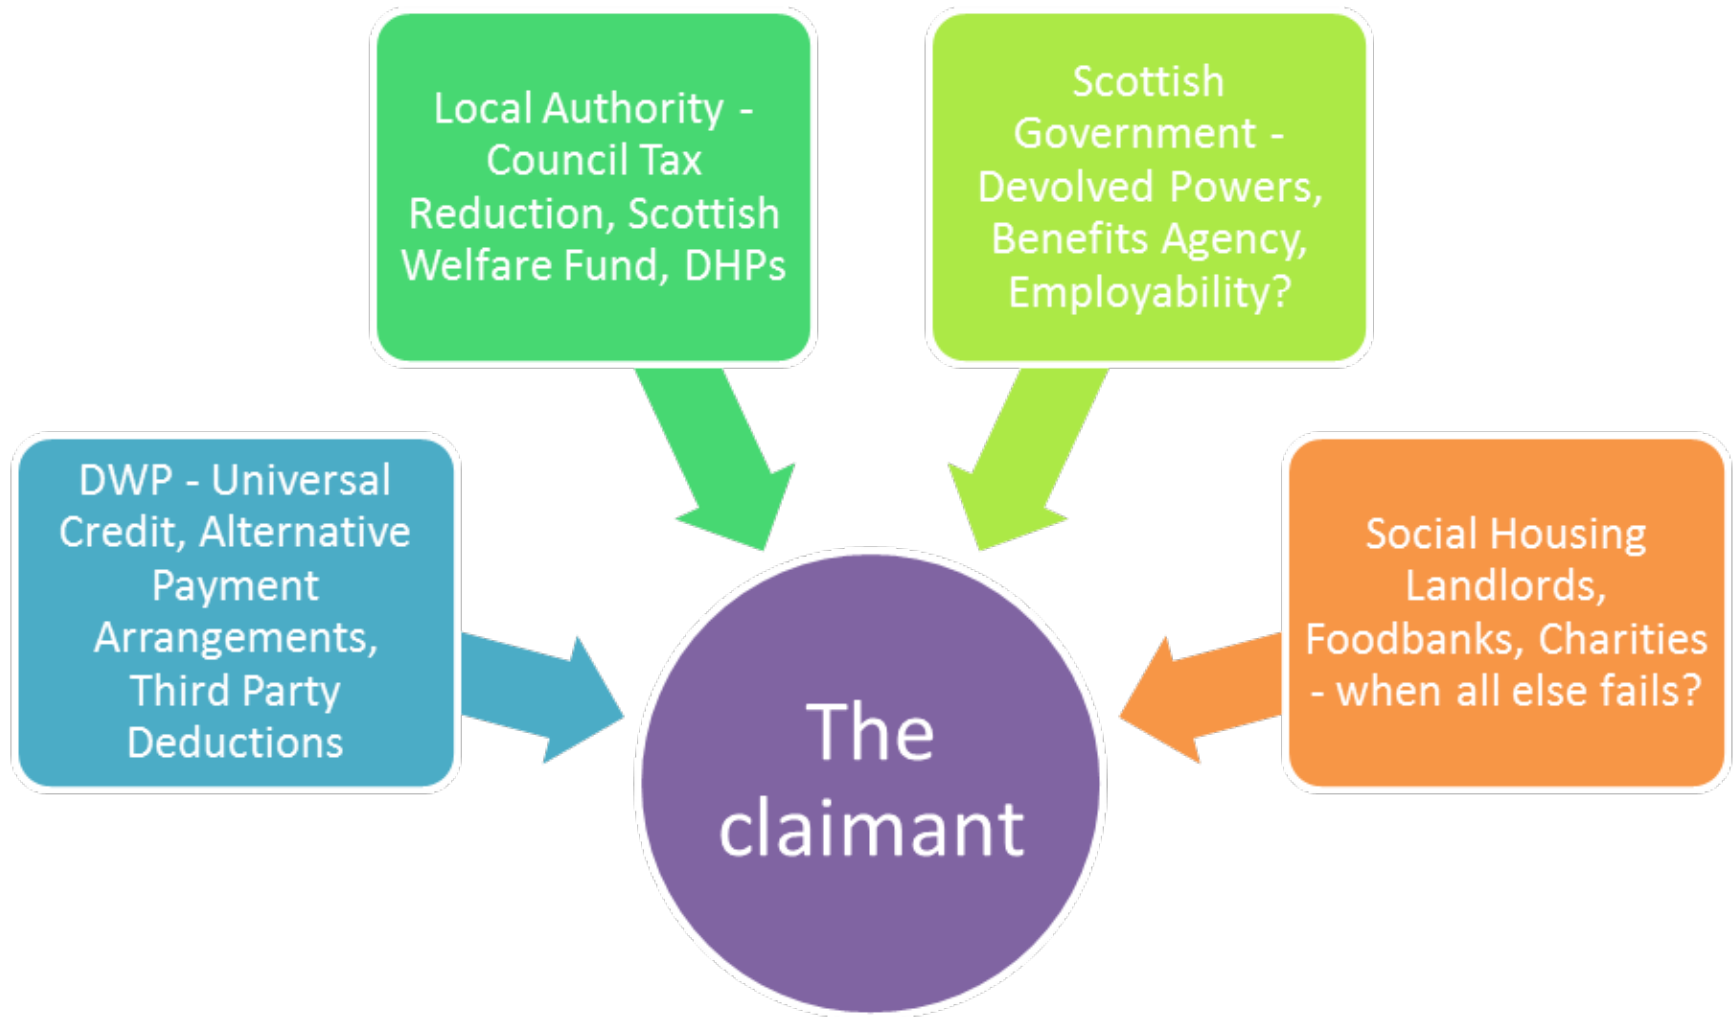 Local Authority -
Council Tax
Reduction, Scottish
Welfare Fund, DHPs
Scottish
Government -
Devolved Powers,
Benefits Agency,
Employability?
DWP - Universal
Credit, Alternative
Payment
Arrangements,
Third Party
Deductions
Social Housing
Landlords,
Foodbanks, Charities
- when all else fails?
The
claimant